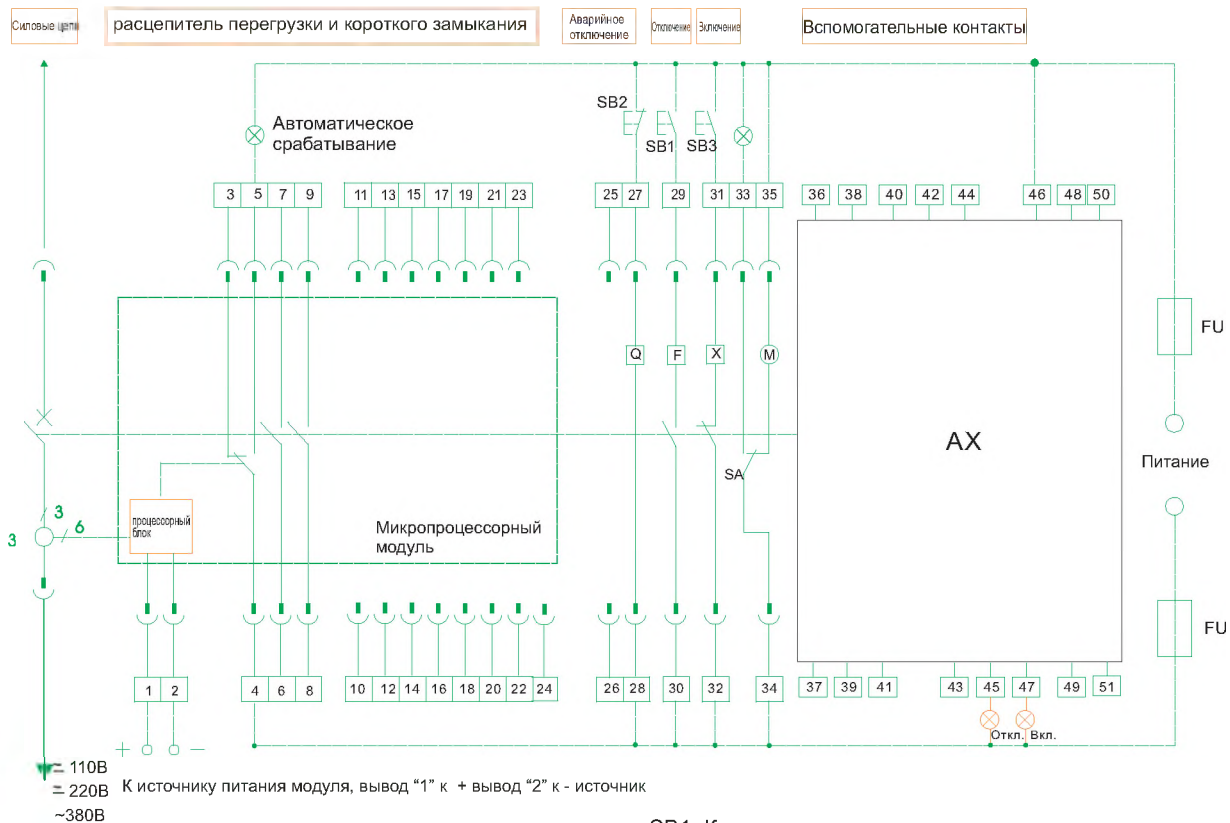 Силовые цепи
расцепитель перегрузки и короткого замыкания
Аварийное
отключение
Отключение
Включение
Вспомогательные контакты
Автоматическое
срабатывание
SB2
SB1
SB3
3 5 7 9
11 13 15 17 19 21 23
25 27
29
31 33 35
36 38 40 42 44 46 48 50
FU
Q
F
X
M
AX
Питание
SA
3
6
3
процессорный
блок
Микропроцессорный
модуль
FU
1 2
4 6 8
10 12 14 16 18 20 22 24
26 28
30
32
34
37 39 41 43 45 47 49 51
Откл. Вкл.
+ −
= 110В
= 220В
~380В
К источнику питания модуля, вывод “1” к + вывод “2” к - источник